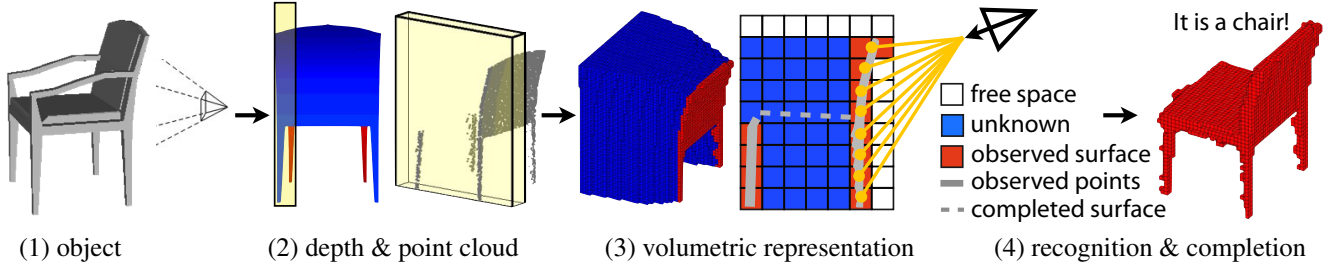 It is a chair!
free space
unknown
observed surface
observed points
completed surface
(1) object
(2) depth & point cloud
(3) volumetric representation
(4) recognition & completion